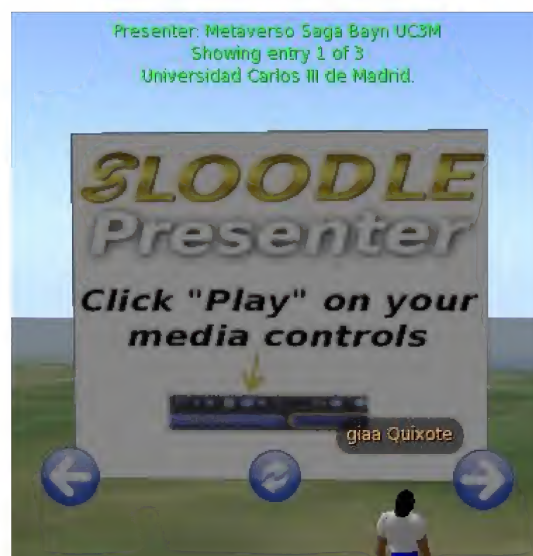 Presenter: Metaverso Saga Bayn UC3M
Showing entry 1 of 3
Universidad Carlos III de Madrid.
SLOODLE
Presenter
Click "Play" on your
media controls
giaa Quixote